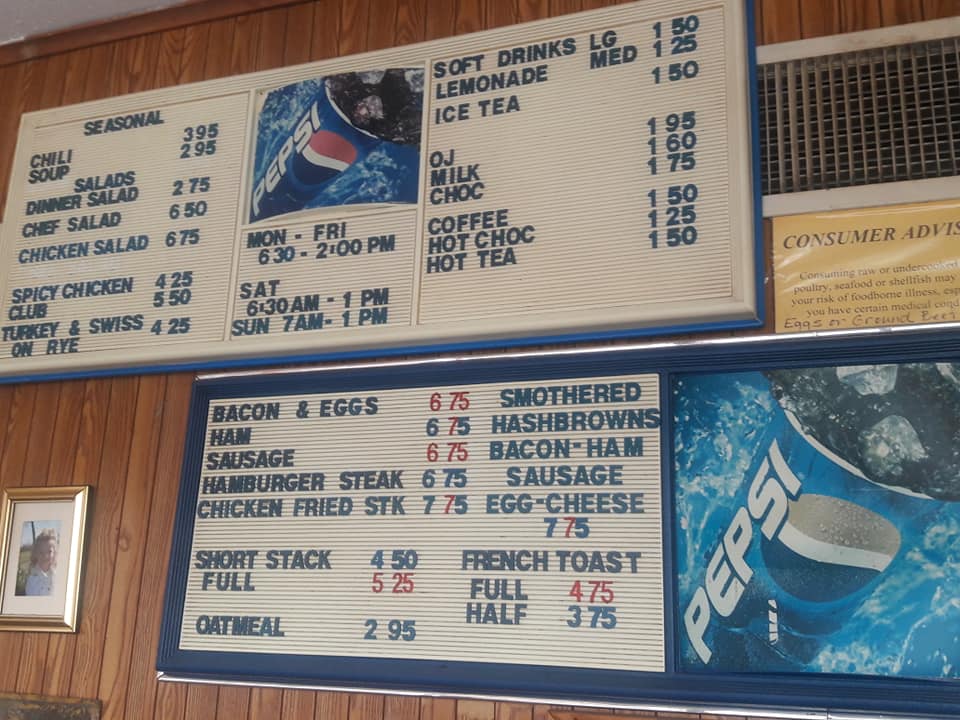 SEASONAL
CHILI 3 95
SOUP 2 95
SALADS
DINNER SALAD 2 75
CHEF SALAD 6 50
CHICKEN SALAD 6 75
SPICY CHICKEN 4 25
CLUB 5 50
TURKEY & SWISS 4 25
ON RYE
PEPSI
MON - FRI
6 30 - 2:00 PM
SAT
6:30 AM - 1 PM
SUN 7AM - 1 PM
SOFT DRINKS LG 1 50
LEMONADE MED 1 25
ICE TEA 1 50
OJ 1 95
MILK 1 60
CHOC 1 75
COFFEE 1 50
HOT CHOC 1 25
HOT TEA 1 50
CONSUMER ADVIS
Consuming raw or undercooked
poultry, seafood or shellfish may
your risk of foodborne illness, esp
you have certain medical cond
Eggs or Ground Beef
BACON & EGGS 6 75
HAM 6 75
SAUSAGE 6 75
HAMBURGER STEAK 6 75
CHICKEN FRIED STK 7 75
SHORT STACK 4 50
FULL 5 25
OATMEAL 2 95
SMOTHERED
HASHBROWNS
BACON-HAM
SAUSAGE
EGG-CHEESE
7 75
FRENCH TOAST
FULL 4 75
HALF 3 75
PEPSI